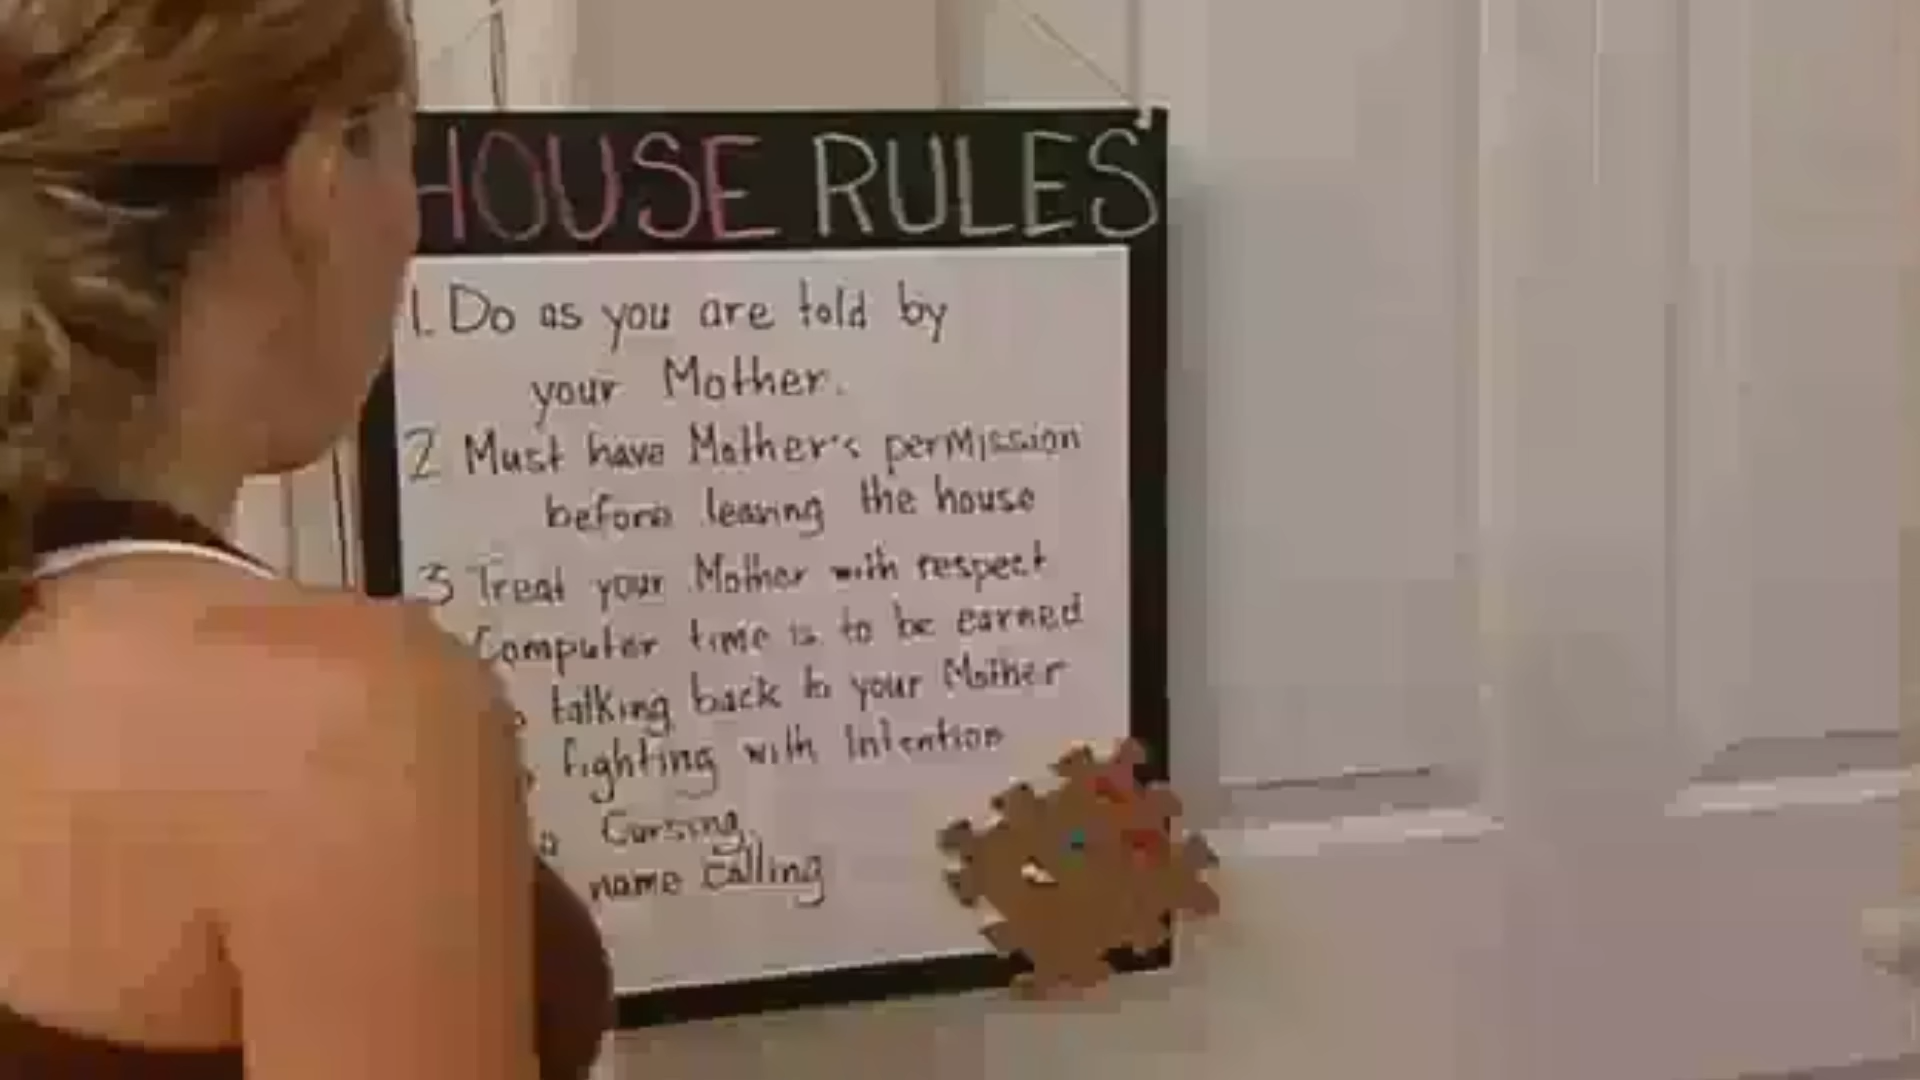 HOUSE RULES
1. Do as you are told by
your Mother.
2 Must have Mother's permission
before leaving the house
3 Treat your Mother with respect
Computer time is to be earned
talking back to your Mother
fighting with Intention
Cursing
name calling